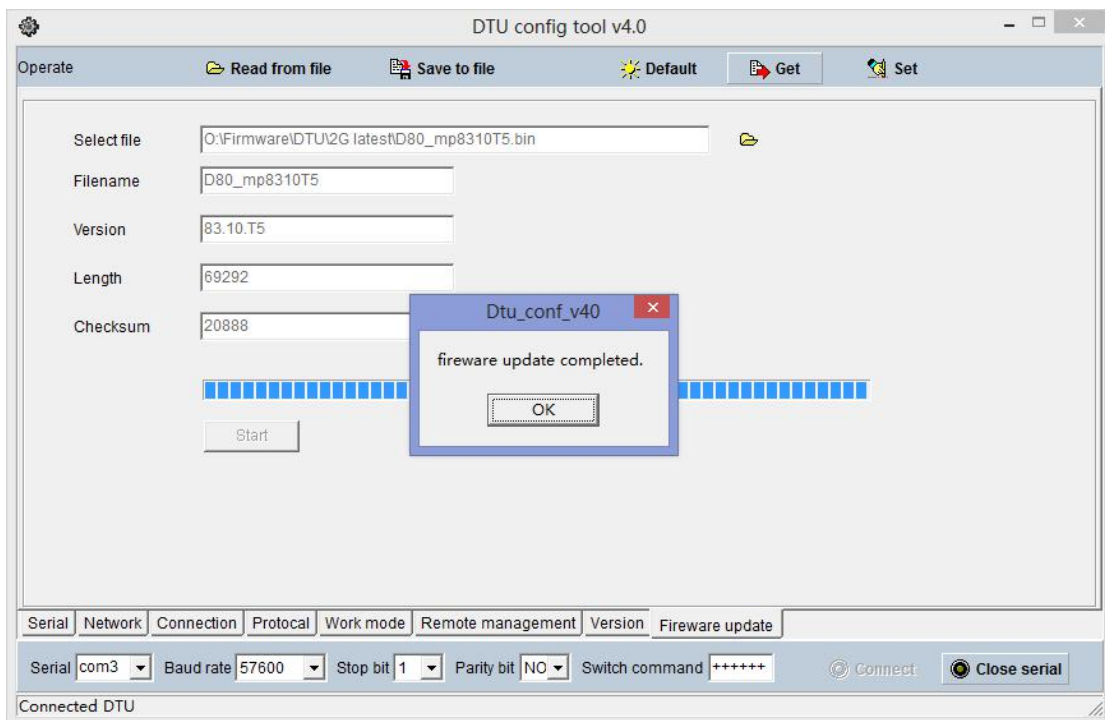 DTU config tool v4.0
Operate Read from file Save to file Default Get Set
Select file O:\Firmware\DTU\2G latest\D80_mp8310T5.bin
Filename D80_mp8310T5
Version 83.10.T5
Length 69292
Checksum 20888
Dtu_conf_v40
fireware update completed.
OK
Start
Serial Network Connection Protocal Work mode Remote management Version Fireware update
Serial com3 Baud rate 57600 Stop bit 1 Parity bit NO Switch command ++++++ Connect Close serial
Connected DTU